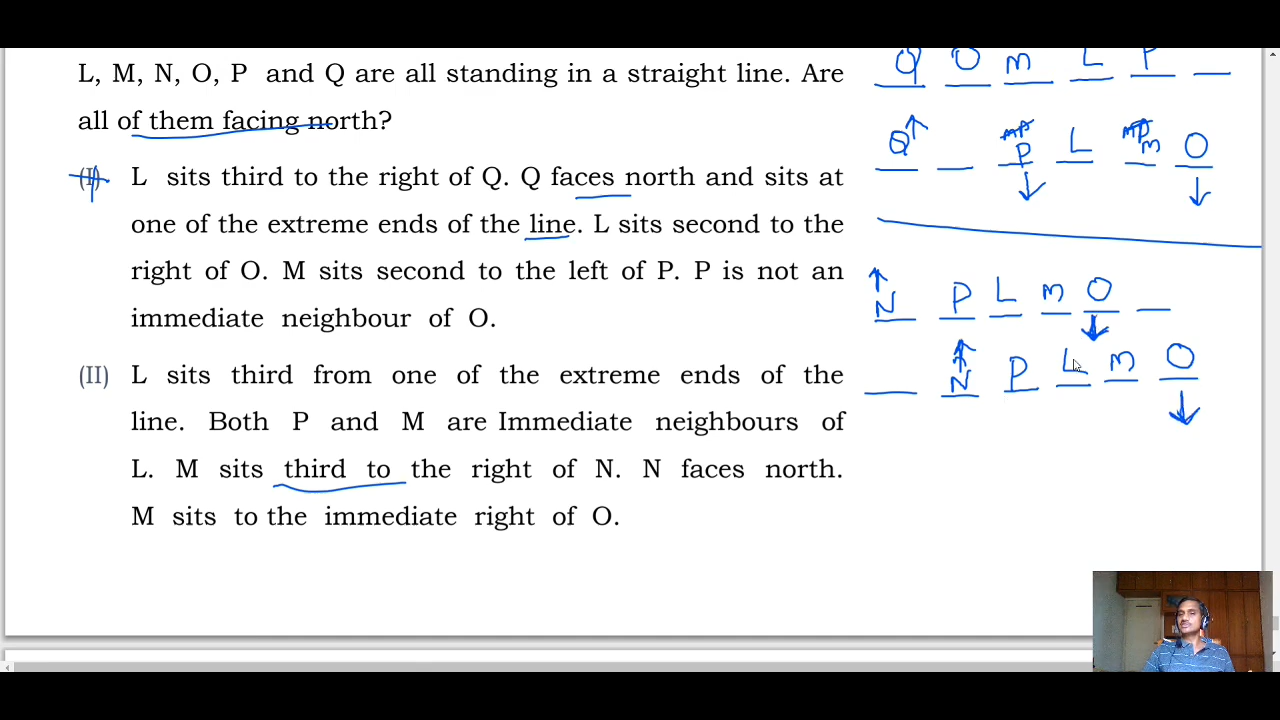 L, M, N, O, P and Q are all standing in a straight line. Are
all of them facing north?
(I) L sits third to the right of Q. Q faces north and sits at
one of the extreme ends of the line. L sits second to the
right of O. M sits second to the left of P. P is not an
immediate neighbour of O.
(II) L sits third from one of the extreme ends of the
line. Both P and M are Immediate neighbours of
L. M sits third to the right of N. N faces north.
M sits to the immediate right of O.
Q O m L P
MP MP
Q P L m O
N P L m O
N P L m O